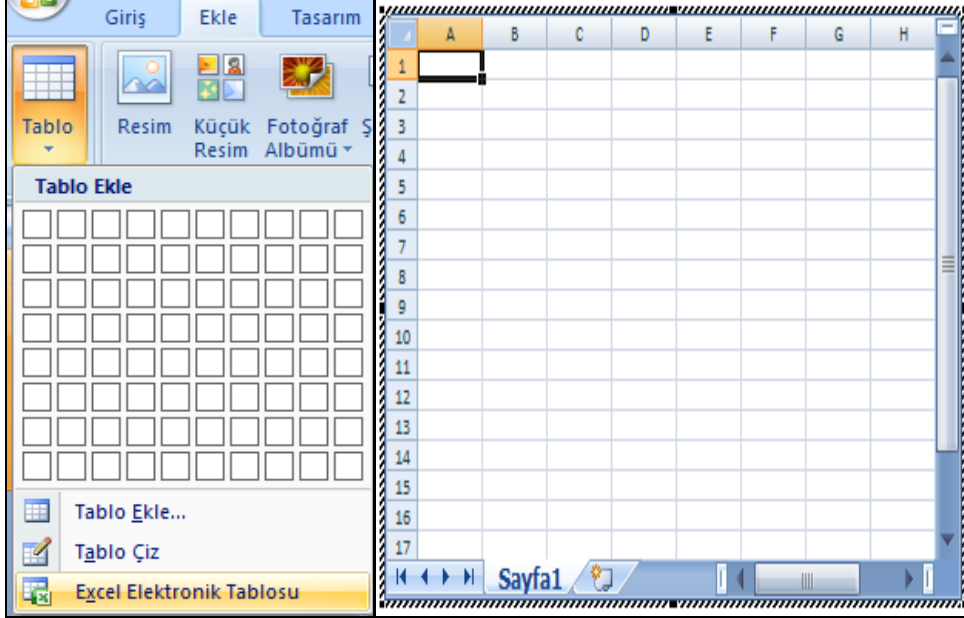 Giriş Ekle Tasarım
Tablo Resim Küçük Resim Fotoğraf Albümü Ş
Tablo Ekle
Tablo Ekle...
Tablo Çiz
Excel Elektronik Tablosu
A B C D E F G H
1
2
3
4
5
6
7
8
9
10
11
12
13
14
15
16
17
Sayfa1